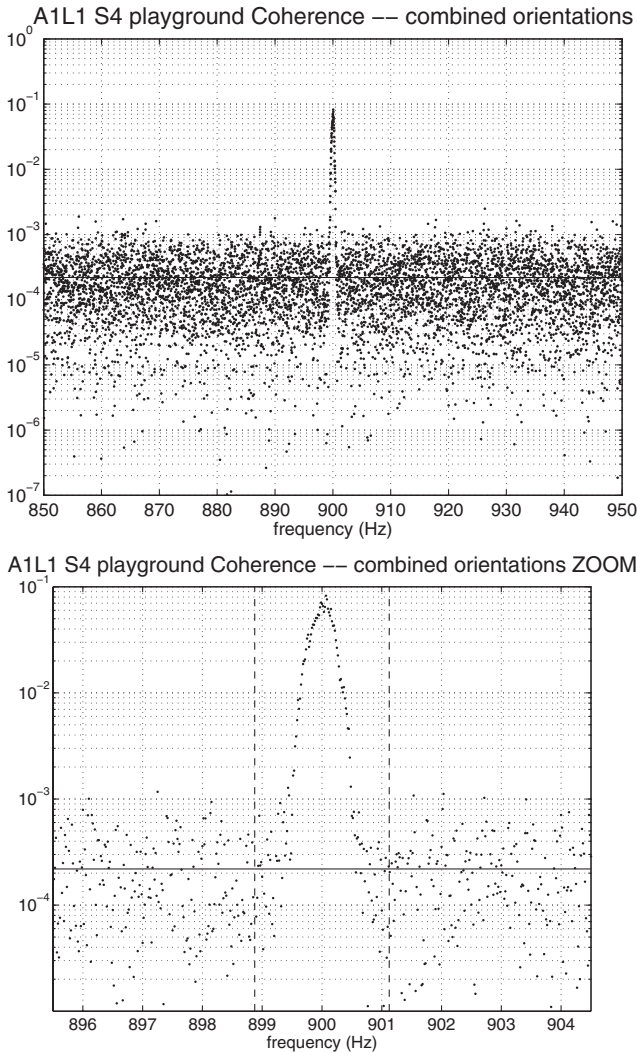 A1L1 S4 playground Coherence −− combined orientations
10^0
10^−1
10^−2
10^−3
10^−4
10^−5
10^−6
10^−7
850 860 870 880 890 900 910 920 930 940 950
frequency (Hz)
A1L1 S4 playground Coherence −− combined orientations ZOOM
10^−1
10^−2
10^−3
10^−4
896 897 898 899 900 901 902 903 904
frequency (Hz)